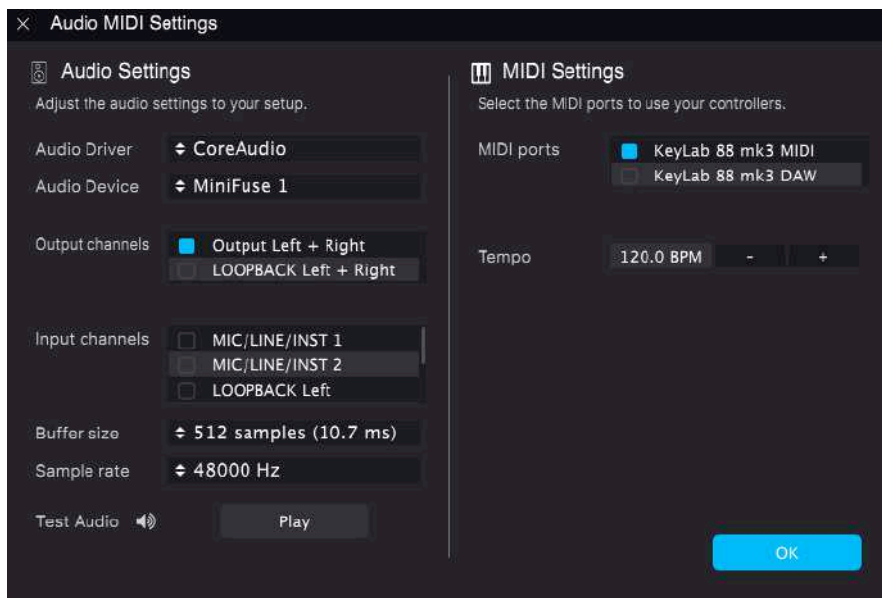 Audio MIDI Settings
Audio Settings
Adjust the audio settings to your setup.
Audio Driver CoreAudio
Audio Device MiniFuse 1
Output channels Output Left + Right
LOOPBACK Left + Right
Input channels MIC/LINE/INST 1
MIC/LINE/INST 2
LOOPBACK Left
Buffer size 512 samples (10.7 ms)
Sample rate 48000 Hz
Test Audio Play
MIDI Settings
Select the MIDI ports to use your controllers.
MIDI ports KeyLab 88 mk3 MIDI
KeyLab 88 mk3 DAW
Tempo 120.0 BPM - +
OK